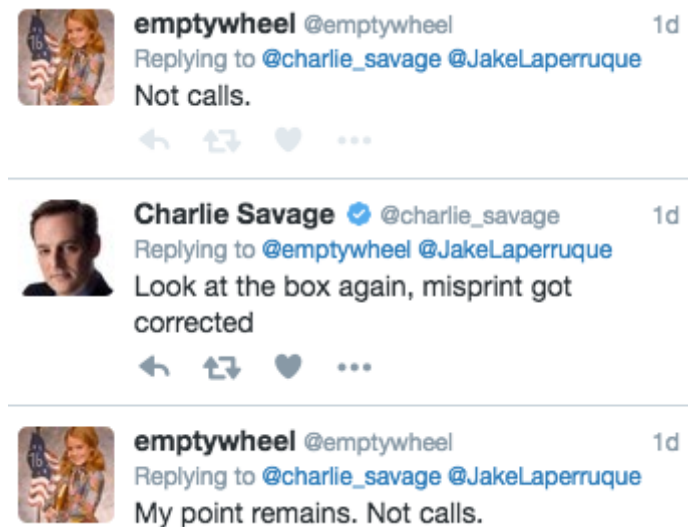 emptywheel @emptywheel 1d
Replying to @charlie_savage @JakeLaperruque
Not calls.
Charlie Savage @charlie_savage 1d
Replying to @emptywheel @JakeLaperruque
Look at the box again, misprint got
corrected
emptywheel @emptywheel 1d
Replying to @charlie_savage @JakeLaperruque
My point remains. Not calls.